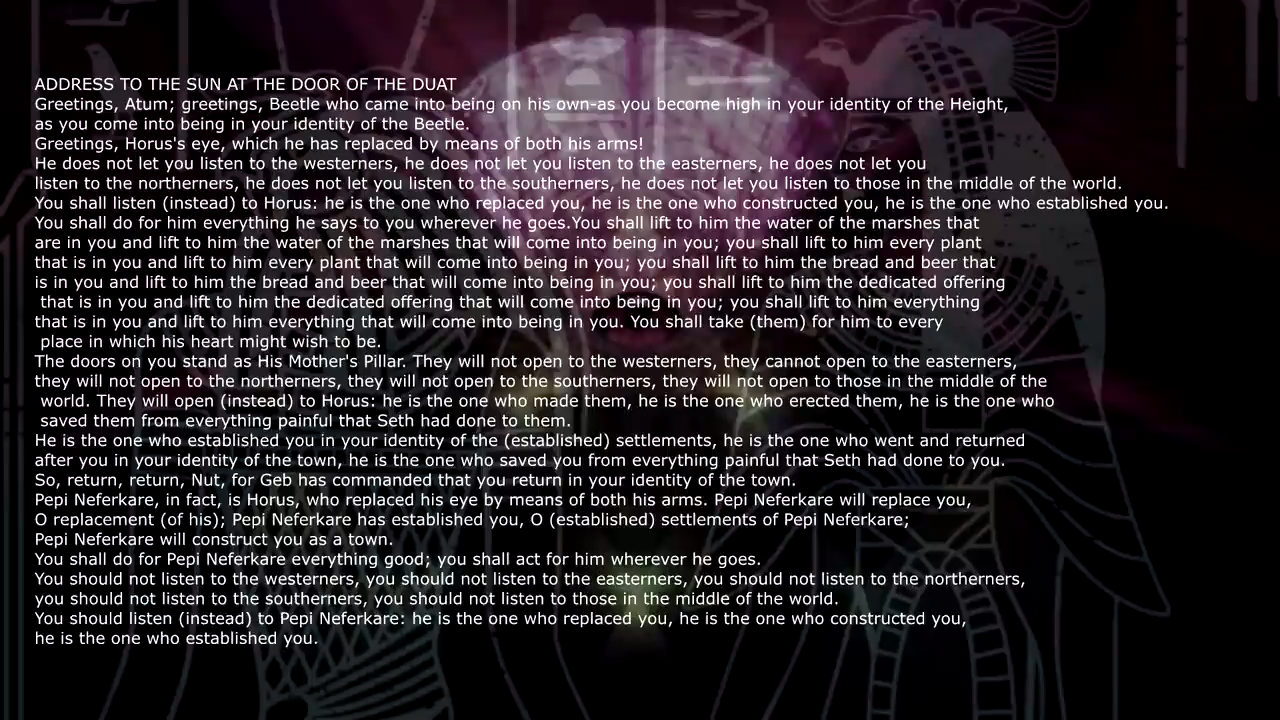 ADDRESS TO THE SUN AT THE DOOR OF THE DUAT
Greetings, Atum; greetings, Beetle who came into being on his own-as you become high in your identity of the Height,
as you come into being in your identity of the Beetle.
Greetings, Horus's eye, which he has replaced by means of both his arms!
He does not let you listen to the westerners, he does not let you listen to the easterners, he does not let you
listen to the northerners, he does not let you listen to the southerners, he does not let you listen to those in the middle of the world.
You shall listen (instead) to Horus: he is the one who replaced you, he is the one who constructed you, he is the one who established you.
You shall do for him everything he says to you wherever he goes.You shall lift to him the water of the marshes that
are in you and lift to him the water of the marshes that will come into being in you; you shall lift to him every plant
that is in you and lift to him every plant that will come into being in you; you shall lift to him the bread and beer that
is in you and lift to him the bread and beer that will come into being in you; you shall lift to him the dedicated offering
that is in you and lift to him the dedicated offering that will come into being in you; you shall lift to him everything
that is in you and lift to him everything that will come into being in you. You shall take (them) for him to every
place in which his heart might wish to be.
The doors on you stand as His Mother's Pillar. They will not open to the westerners, they cannot open to the easterners,
they will not open to the northerners, they will not open to the southerners, they will not open to those in the middle of the
world. They will open (instead) to Horus: he is the one who made them, he is the one who erected them, he is the one who
saved them from everything painful that Seth had done to them.
He is the one who established you in your identity of the (established) settlements, he is the one who went and returned
after you in your identity of the town, he is the one who saved you from everything painful that Seth had done to you.
So, return, return, Nut, for Geb has commanded that you return in your identity of the town.
Pepi Neferkare, in fact, is Horus, who replaced his eye by means of both his arms. Pepi Neferkare will replace you,
O replacement (of his); Pepi Neferkare has established you, O (established) settlements of Pepi Neferkare;
Pepi Neferkare will construct you as a town.
You shall do for Pepi Neferkare everything good; you shall act for him wherever he goes.
You should not listen to the westerners, you should not listen to the easterners, you should not listen to the northerners,
you should not listen to the southerners, you should not listen to those in the middle of the world.
You should listen (instead) to Pepi Neferkare: he is the one who replaced you, he is the one who constructed you,
he is the one who established you.